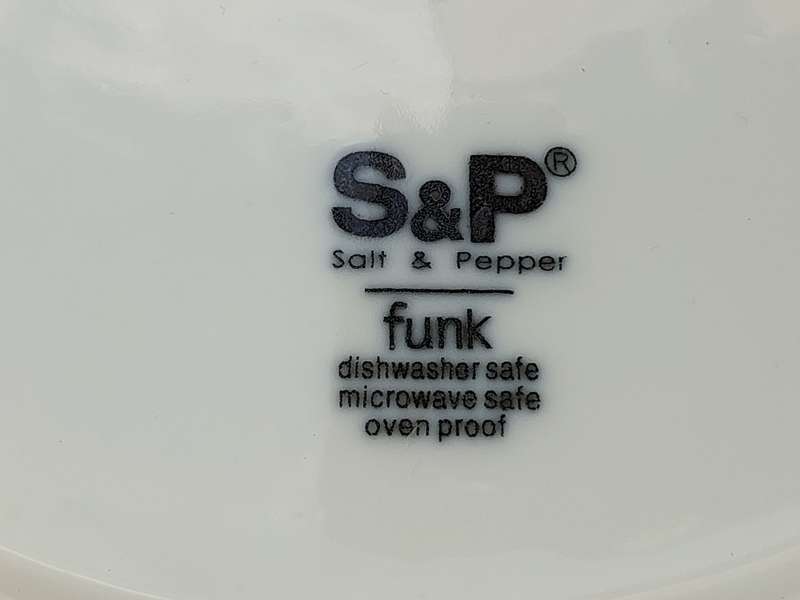 S&P®
Salt & Pepper
funk
dishwasher safe
microwave safe
oven proof